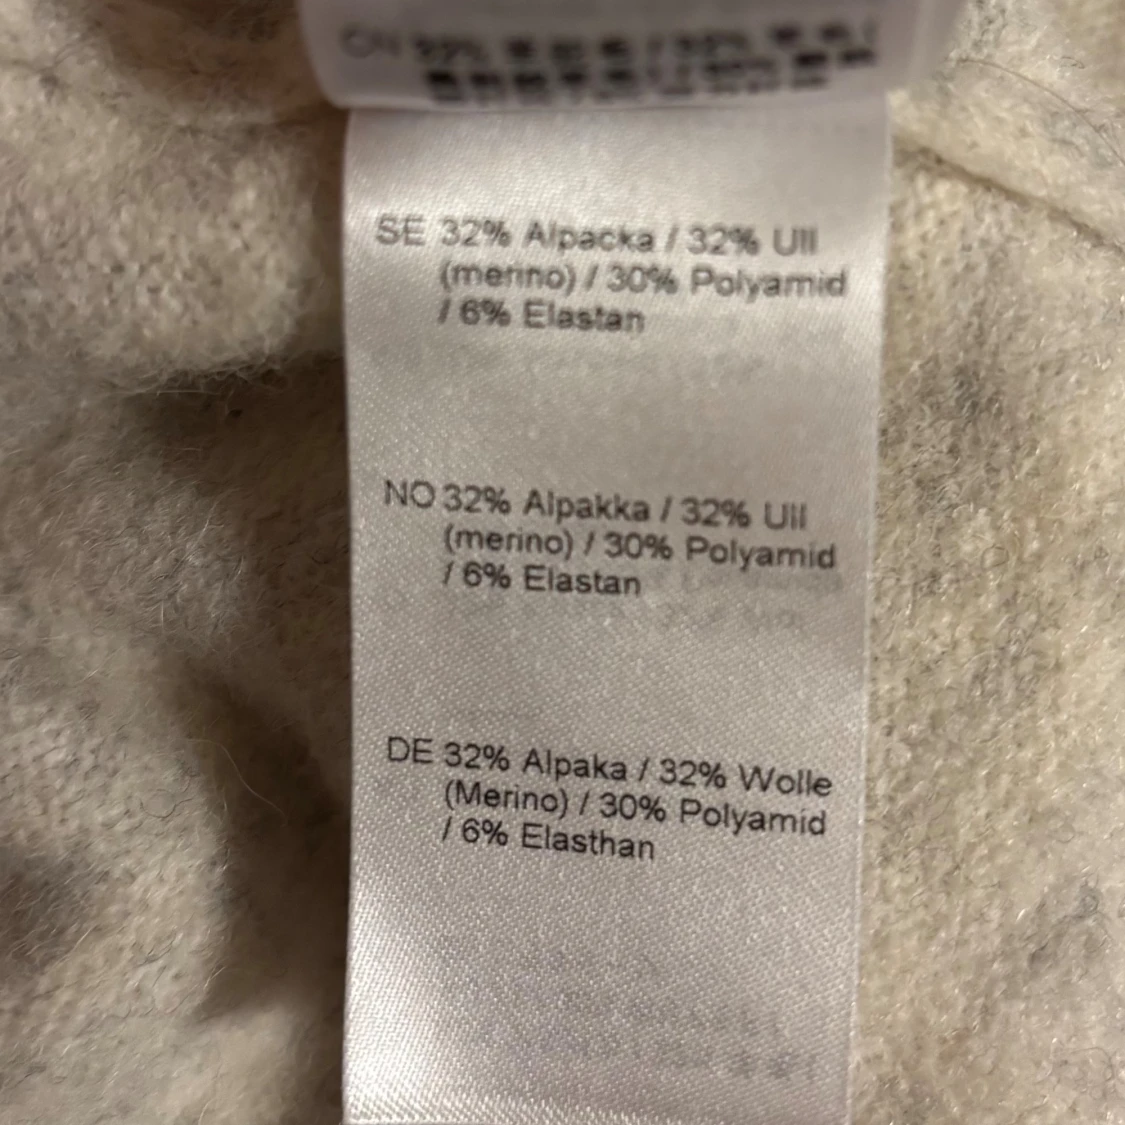 SE 32% Alpacka / 32% Ull
(merino) / 30% Polyamid
/ 6% Elastan
NO 32% Alpakka / 32% Ull
(merino) / 30% Polyamid
/ 6% Elastan
DE 32% Alpaka / 32% Wolle
(Merino) / 30% Polyamid
/ 6% Elasthan